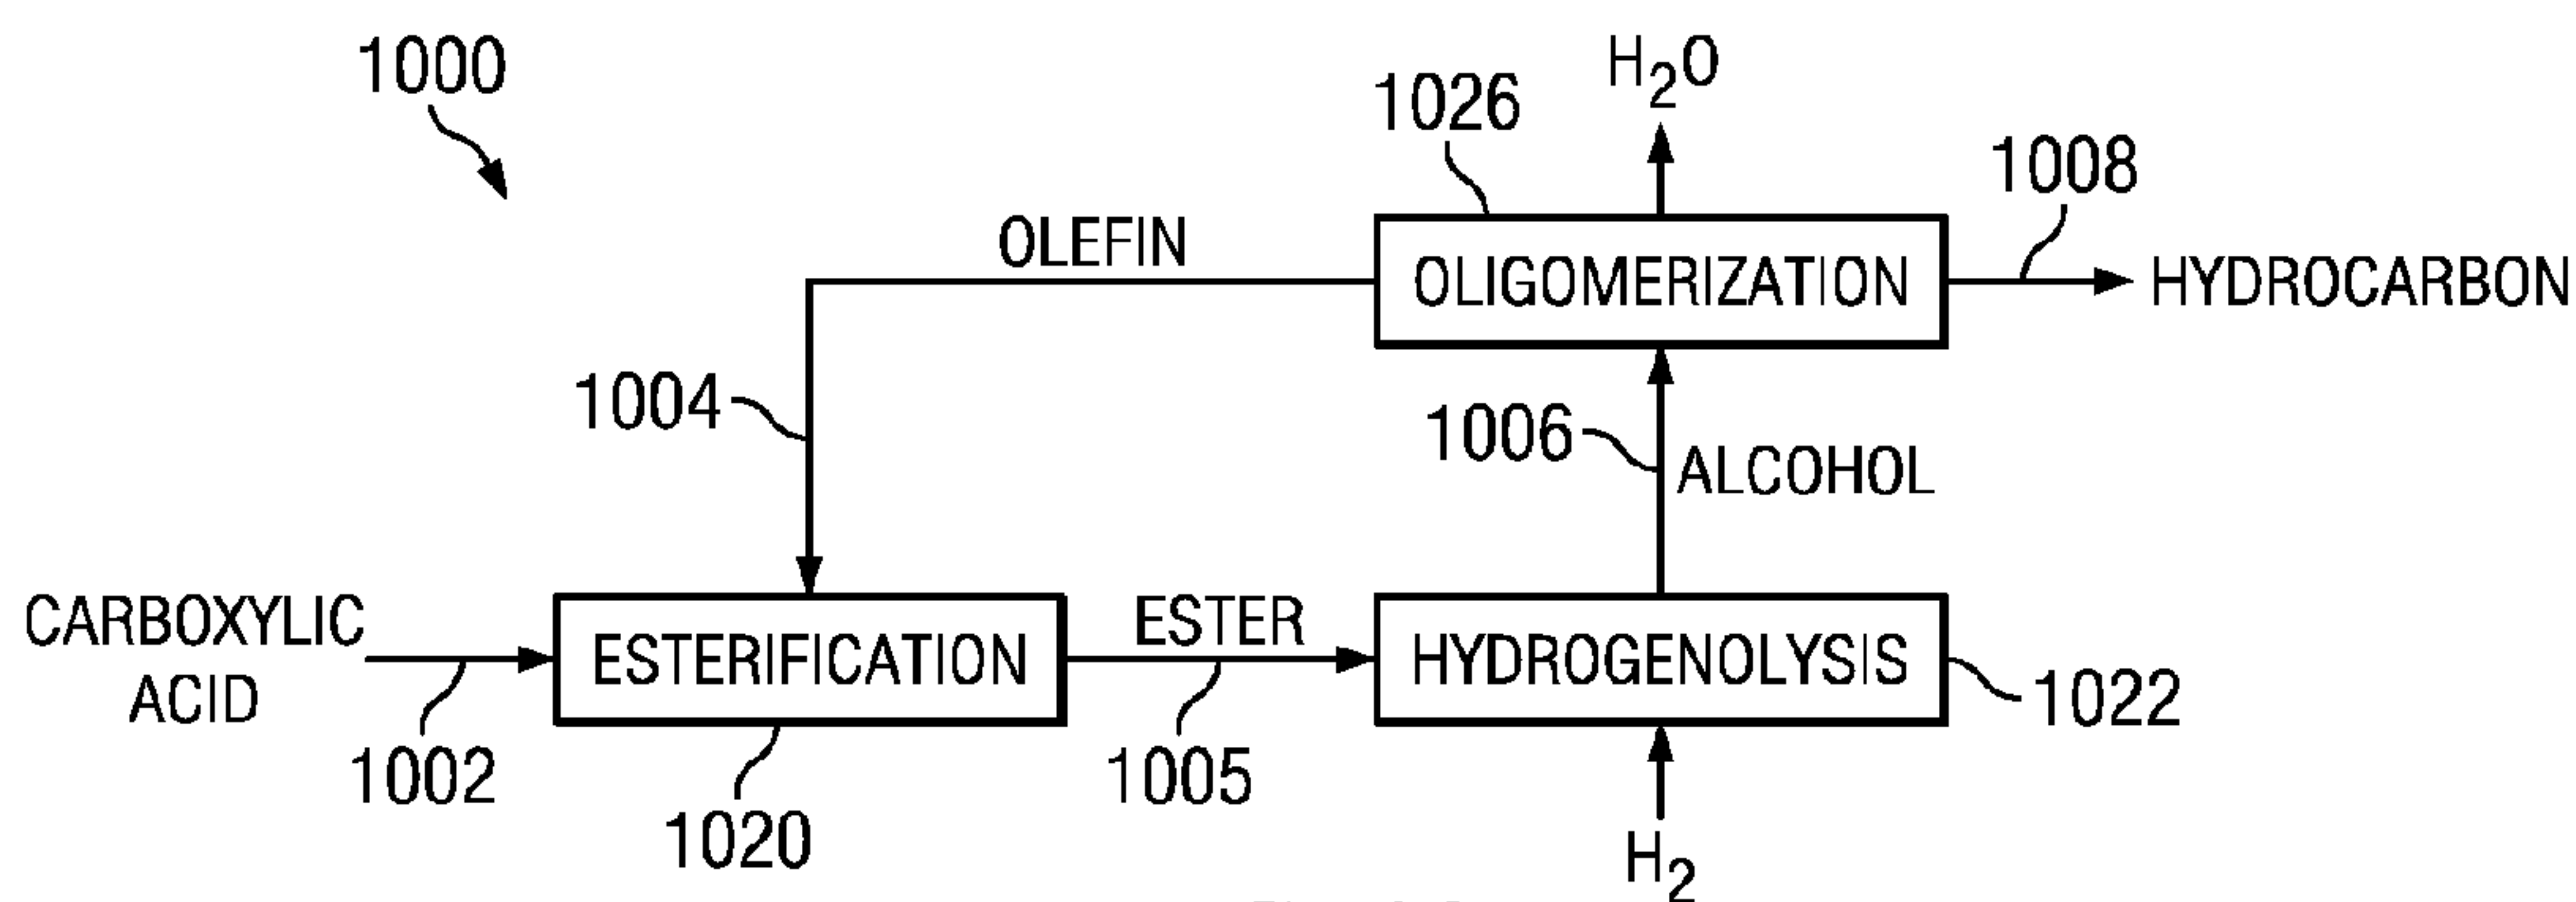 1000
H2O
1026
1008
OLEFIN
OLIGOMERIZATION
HYDROCARBON
1004
1006
ALCOHOL
CARBOXYLIC
ACID
ESTERIFICATION
ESTER
HYDROGENOLYSIS
1002
1005
1022
1020
H2